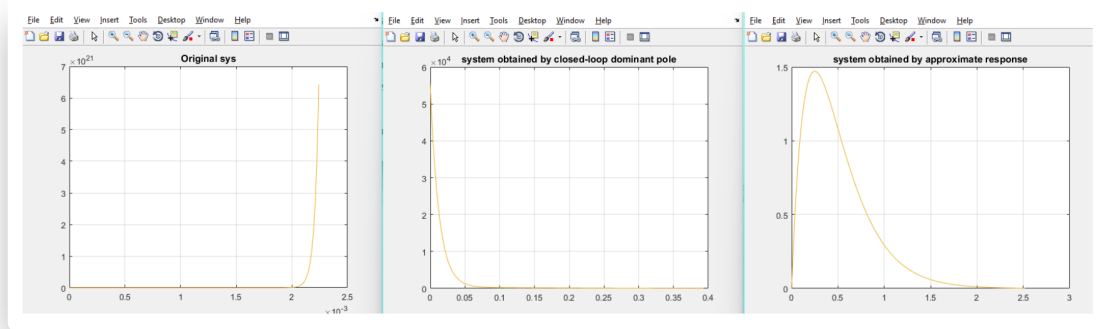 File Edit View Insert Tools Desktop Window Help
Original sys
× 10^21
7
6
5
4
3
2
1
0
0 0.5 1 1.5 2 2.5
× 10^-3
File Edit View Insert Tools Desktop Window Help
system obtained by closed-loop dominant pole
× 10^4
6
5
4
3
2
1
0
0 0.05 0.1 0.15 0.2 0.25 0.3 0.35 0.4
File Edit View Insert Tools Desktop Window Help
system obtained by approximate response
1.5
1
0.5
0
0 0.5 1 1.5 2 2.5 3